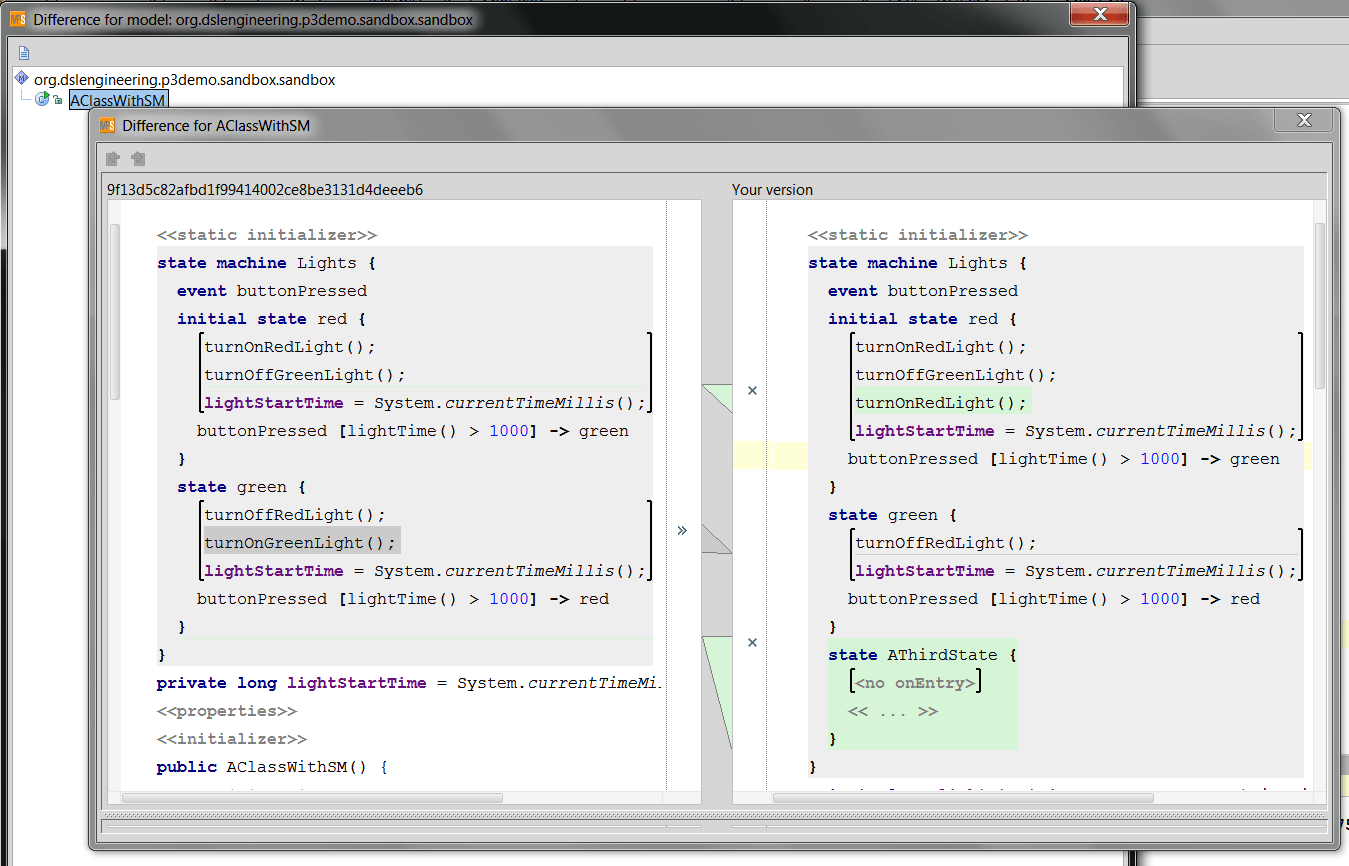 MPS Difference for model: org.dslengineering.p3demo.sandbox.sandbox
org.dslengineering.p3demo.sandbox.sandbox
AClassWithSM
MPS Difference for AClassWithSM
9f13d5c82afbd1f99414002ce8be3131d4deeeb6
<<static initializer>>
state machine Lights {
event buttonPressed
initial state red {
turnOnRedLight();
turnOffGreenLight();
lightStartTime = System.currentTimeMillis();
buttonPressed [lightTime() > 1000] -> green
}
state green {
turnOffRedLight();
turnOnGreenLight();
lightStartTime = System.currentTimeMillis();
buttonPressed [lightTime() > 1000] -> red
}
}
private long lightStartTime = System.currentTimeMi
<<properties>>
<<initializer>>
public AClassWithSM() {
Your version
<<static initializer>>
state machine Lights {
event buttonPressed
initial state red {
turnOnRedLight();
turnOffGreenLight();
turnOnRedLight();
lightStartTime = System.currentTimeMillis();
buttonPressed [lightTime() > 1000] -> green
}
state green {
turnOffRedLight();
lightStartTime = System.currentTimeMillis();
buttonPressed [lightTime() > 1000] -> red
}
state AThirdState {
[<no onEntry>]
<< ... >>
}
}